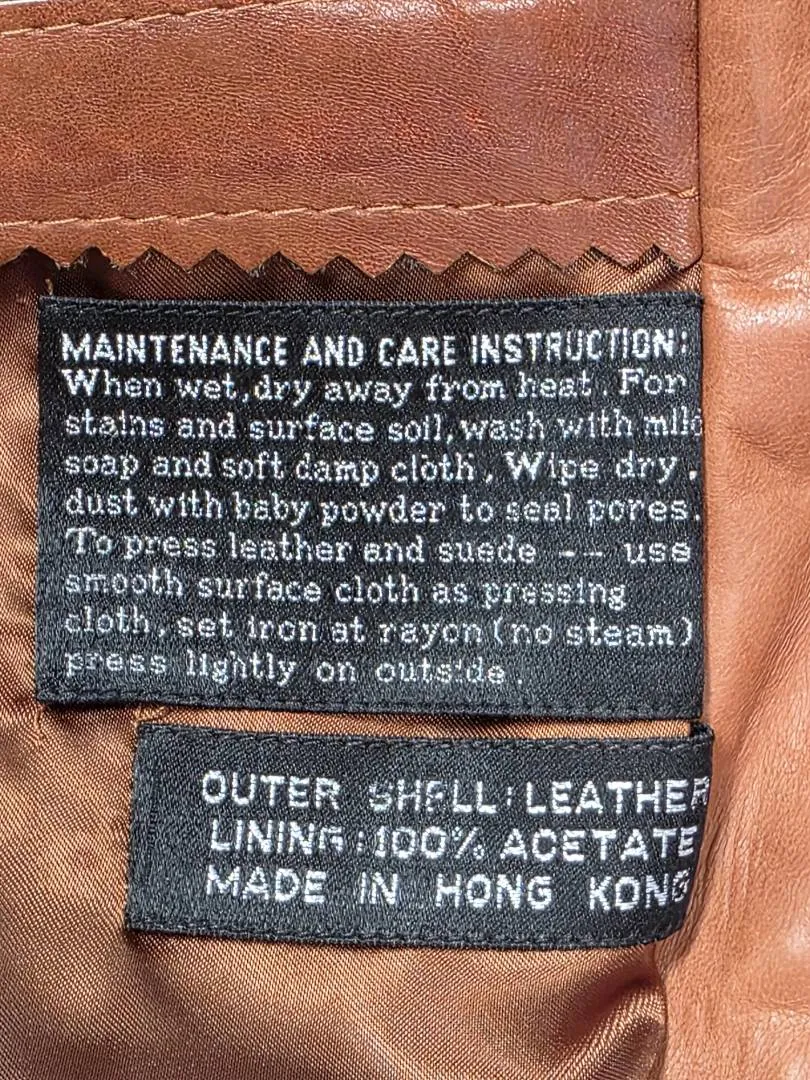 MAINTENANCE AND CARE INSTRUCTION:
When wet, dry away from heat. For
stains and surface soil, wash with mild
soap and soft damp cloth. Wipe dry.
dust with baby powder to seal pores.
To press leather and suede -- use
smooth surface cloth as pressing
cloth, set iron at rayon (no steam)
press lightly on outside.
OUTER SHELL: LEATHER
LINING: 100% ACETATE
MADE IN HONG KONG